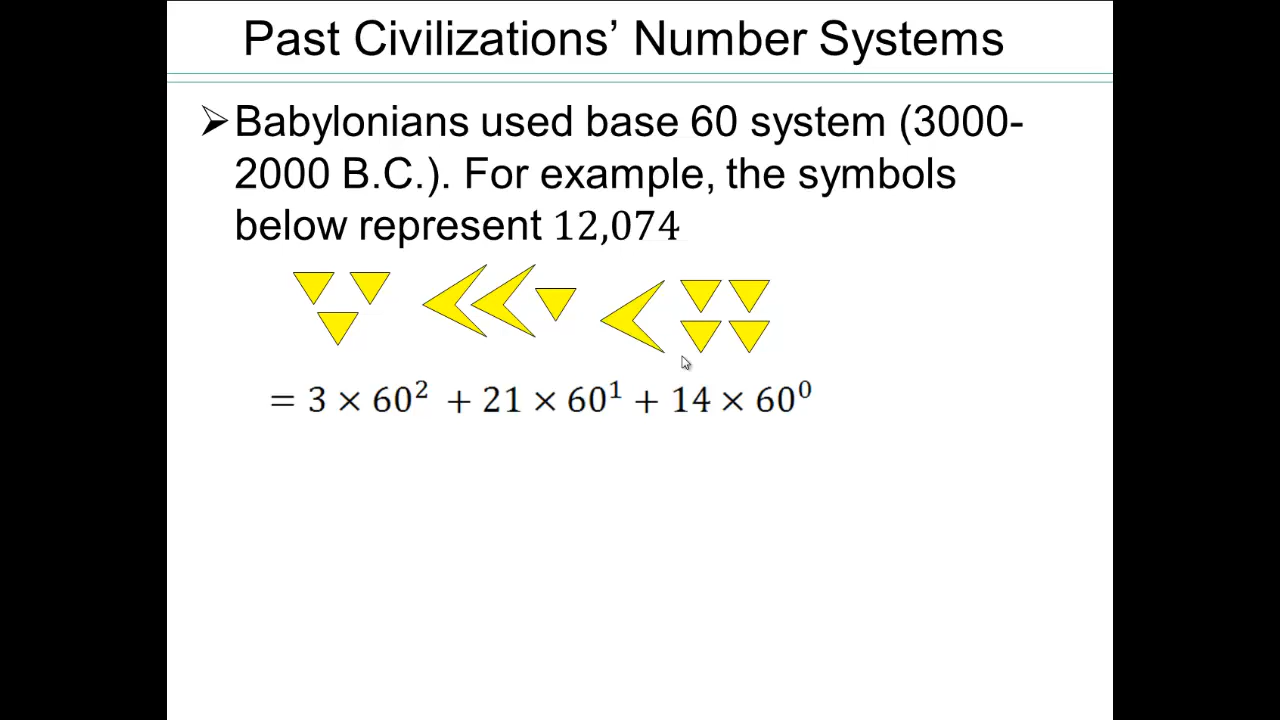 Past Civilizations’ Number Systems
➢Babylonians used base 60 system (3000-
2000 B.C.). For example, the symbols
below represent 12,074
= 3 × 60² + 21 × 60¹ + 14 × 60⁰